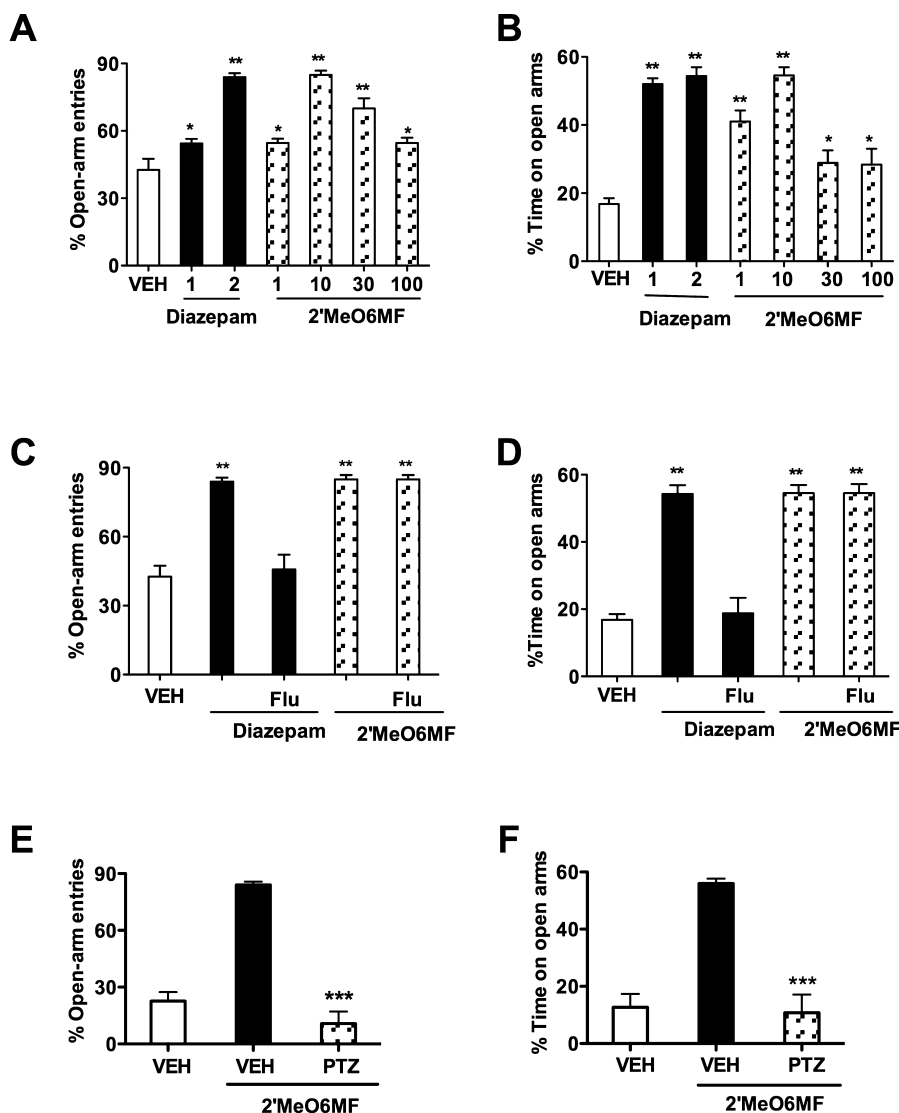 A
% Open-arm entries
90
60
30
0
** ** ** * * *
VEH 1 2 1 10 30 100
Diazepam 2'MeO6MF
B
% Time on open arms
60
40
20
0
** ** ** ** * *
VEH 1 2 1 10 30 100
Diazepam 2'MeO6MF
C
% Open-arm entries
90
60
30
0
** ** **
VEH Flu Flu
Diazepam 2'MeO6MF
D
%Time on open arms
60
40
20
0
** ** **
VEH Flu Flu
Diazepam 2'MeO6MF
E
% Open-arm entries
90
60
30
0
***
VEH VEH PTZ
2'MeO6MF
F
% Time on open arms
60
40
20
0
***
VEH VEH PTZ
2'MeO6MF